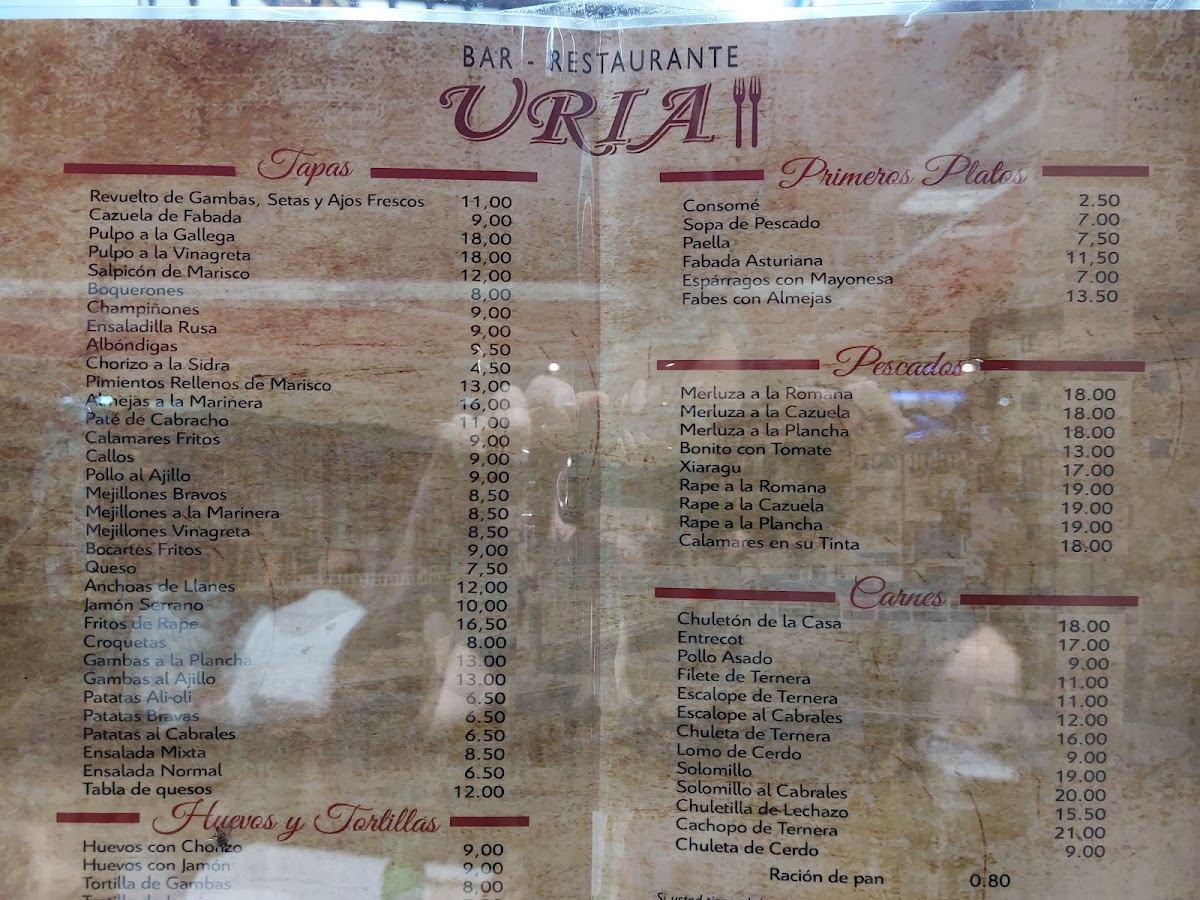 BAR - RESTAURANTE
URIA
Tapas
Revuelto de Gambas, Setas y Ajos Frescos 11,00
Cazuela de Fabada 9,00
Pulpo a la Gallega 18,00
Pulpo a la Vinagreta 18,00
Salpicón de Marisco 12,00
Boquerones 8,00
Champiñones 9,00
Ensaladilla Rusa 9,00
Albóndigas 9,50
Chorizo a la Sidra 4,50
Pimientos Rellenos de Marisco 13,00
Almejas a la Marinera 16,00
Paté de Cabracho 11,00
Calamares Fritos 9,00
Callos 9,00
Pollo al Ajillo 9,00
Mejillones Bravos 8,50
Mejillones a la Marinera 8,50
Mejillones Vinagreta 8,50
Bocartes Fritos 9,00
Queso 7,50
Anchoas de Llanes 12,00
Jamón Serrano 10,00
Fritos de Rape 16,50
Croquetas 8.00
Gambas a la Plancha 13.00
Gambas al Ajillo 13.00
Patatas Ali-oli 6.50
Patatas Bravas 6.50
Patatas al Cabrales 6.50
Ensalada Mixta 8.50
Ensalada Normal 6.50
Tabla de quesos 12.00
Huevos y Tortillas
Huevos con Chorizo 9,00
Huevos con Jamón 9,00
Tortilla de Gambas 8,00
Primeros Platos
Consomé 2.50
Sopa de Pescado 7.00
Paella 7,50
Fabada Asturiana 11,50
Espárragos con Mayonesa 7.00
Fabes con Almejas 13.50
Pescados
Merluza a la Romana 18.00
Merluza a la Cazuela 18.00
Merluza a la Plancha 18.00
Bonito con Tomate 13.00
Xiaragu 17.00
Rape a la Romana 19.00
Rape a la Cazuela 19.00
Rape a la Plancha 19.00
Calamares en su Tinta 18.00
Carnes
Chuletón de la Casa 18.00
Entrecot 17.00
Pollo Asado 9.00
Filete de Ternera 11.00
Escalope de Ternera 11.00
Escalope al Cabrales 12.00
Chuleta de Ternera 16.00
Lomo de Cerdo 9.00
Solomillo 19.00
Solomillo al Cabrales 20.00
Chuletilla de Lechazo 15.50
Cachopo de Ternera 21,00
Chuleta de Cerdo 9.00
Ración de pan 0.80
Si usted